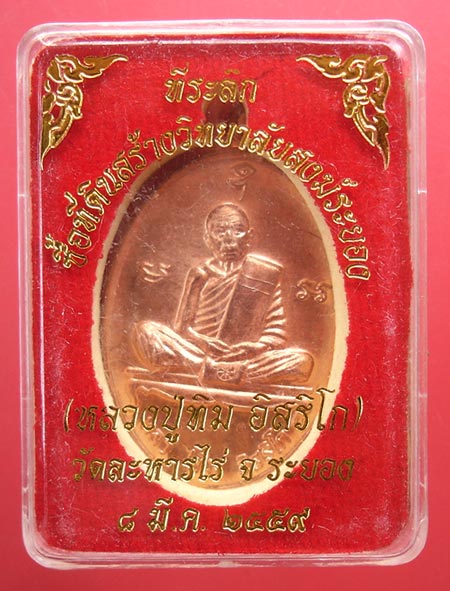 ที่ระลึก
ซื้อที่ดินสร้างวิทยาลัยสงฆ์ระยอง
(หลวงปู่ทิม อิสริโก)
วัดละหารไร่ จ ระยอง
๘ มี.ค. ๒๕๕๙